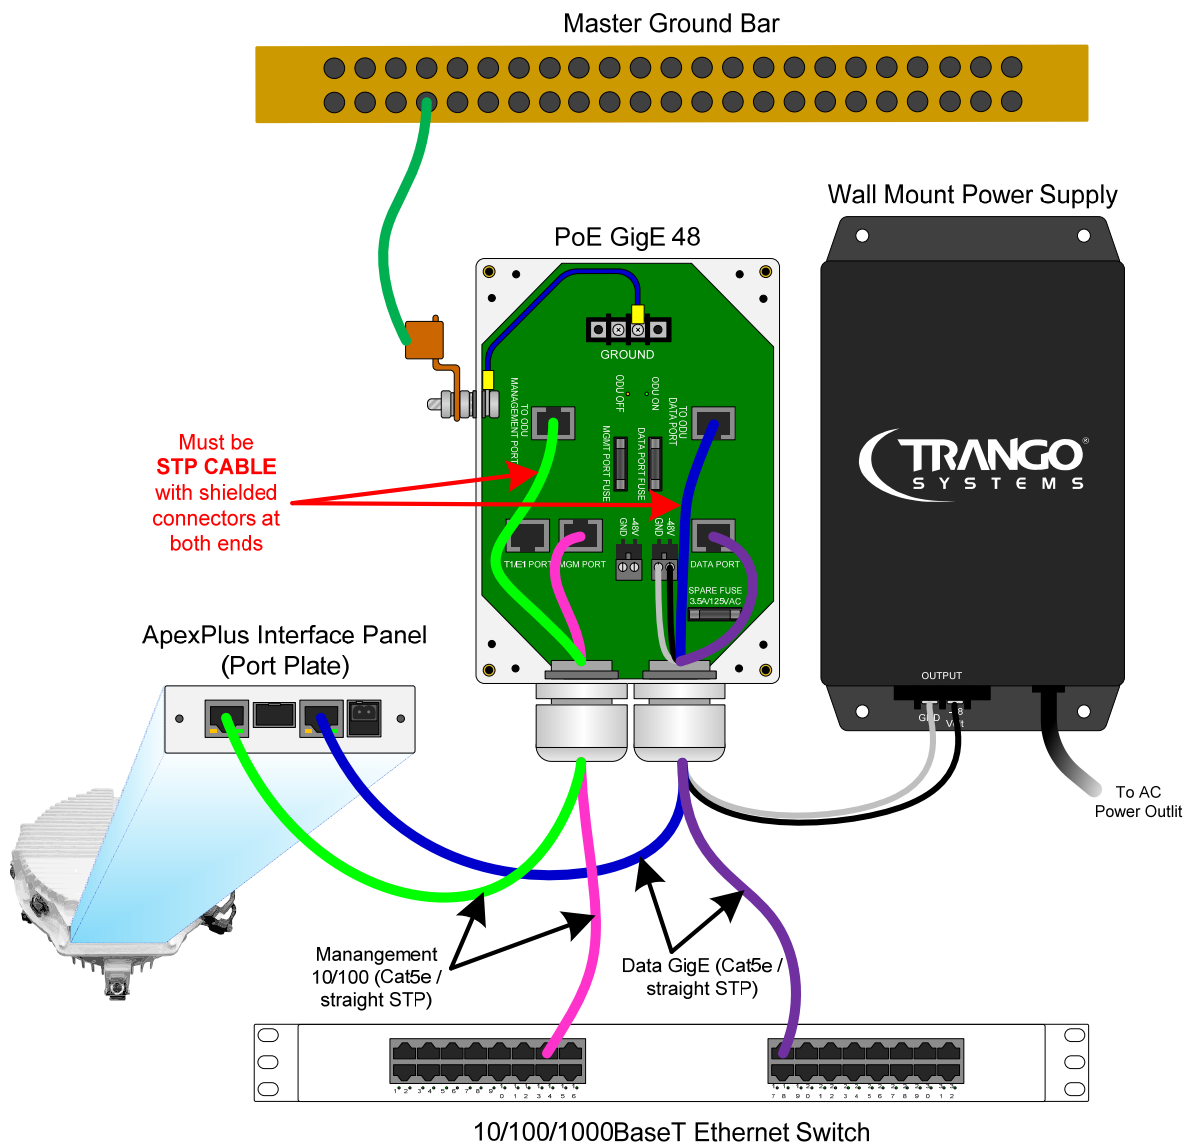 Master Ground Bar
Wall Mount Power Supply
PoE GigE 48
GROUND
ODU OFF
ODU ON
TO ODU
MANAGEMENT PORT
TO ODU
DATA PORT
MGMT PORT FUSE
DATA PORT FUSE
Must be
STP CABLE
with shielded
connectors at
both ends
TRANGO®
SYSTEMS
GND
-48V
GND
-48V
T1/E1 PORT
MGM PORT
DATA PORT
SPARE FUSE
3.5A/125VAC
ApexPlus Interface Panel
(Port Plate)
OUTPUT
GND
-48
Volt
To AC
Power Outlit
Manangement
10/100 (Cat5e /
straight STP)
Data GigE (Cat5e /
straight STP)
10/100/1000BaseT Ethernet Switch